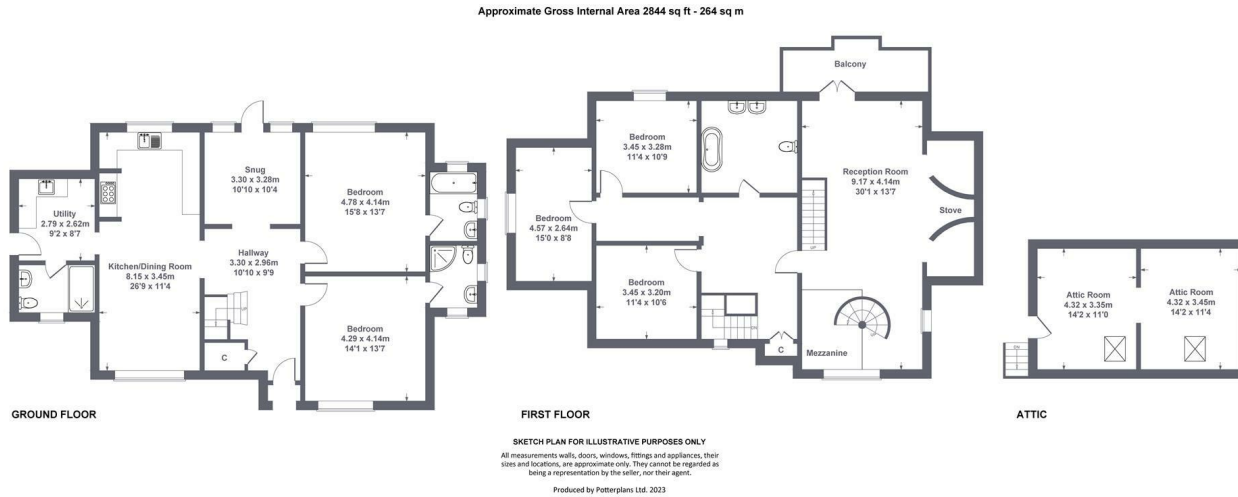 Approximate Gross Internal Area 2844 sq ft - 264 sq m
Utility
2.79 x 2.62m
9'2 x 8'7
Kitchen/Dining Room
8.15 x 3.45m
26'9 x 11'4
Snug
3.30 x 3.28m
10'10 x 10'4
Hallway
3.30 x 2.96m
10'10 x 9'9
C
Bedroom
4.78 x 4.14m
15'8 x 13'7
Bedroom
4.29 x 4.14m
14'1 x 13'7
GROUND FLOOR
Balcony
Bedroom
3.45 x 3.28m
11'4 x 10'9
Bedroom
4.57 x 2.64m
15'0 x 8'8
Bedroom
3.45 x 3.20m
11'4 x 10'6
Reception Room
9.17 x 4.14m
30'1 x 13'7
Stove
UP
DN
C
Mezzanine
DN
FIRST FLOOR
Attic Room
4.32 x 3.35m
14'2 x 11'0
Attic Room
4.32 x 3.45m
14'2 x 11'4
DN
ATTIC
SKETCH PLAN FOR ILLUSTRATIVE PURPOSES ONLY
All measurements walls, doors, windows, fittings and appliances, their
sizes and locations, are approximate only. They cannot be regarded as
being a representation by the seller, nor their agent.
Produced by Potterplans Ltd. 2023